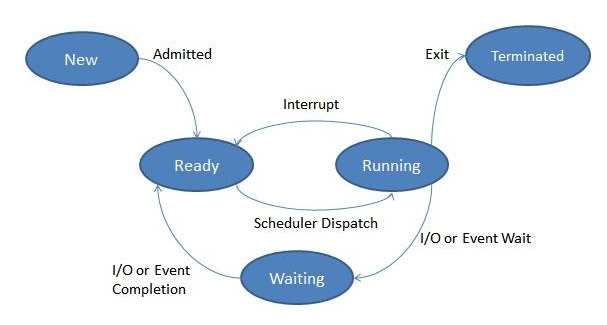 New
Admitted
Exit
Terminated
Interrupt
Ready
Running
Scheduler Dispatch
I/O or Event Wait
I/O or Event
Completion
Waiting